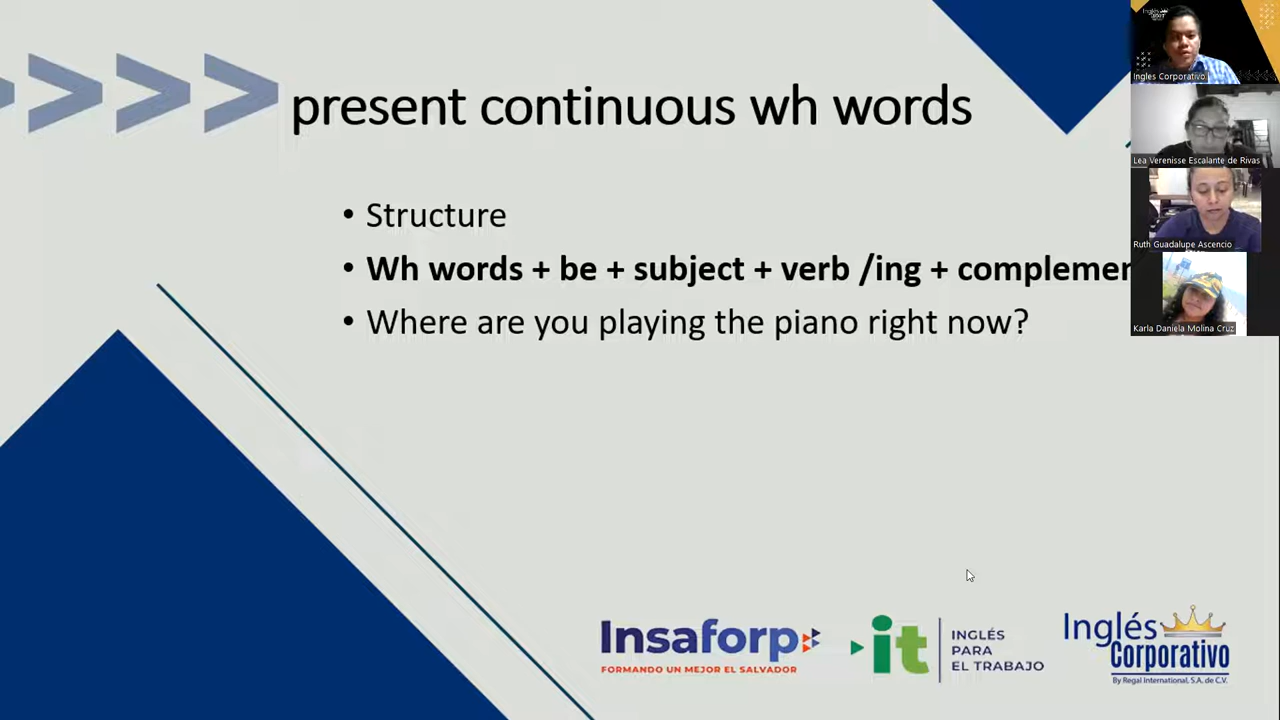 present continuous wh words
• Structure
• Wh words + be + subject + verb /ing + complemen
• Where are you playing the piano right now?
Insaforp
FORMANDO UN MEJOR EL SALVADOR
it
INGLÉS
PARA
EL TRABAJO
Inglés
Corporativo
By Regal International, S.A. de C.V.
Inglés
Ingles Corporativo
Lea Verenisse Escalante de Rivas
Ruth Guadalupe Ascencio
Karla Daniela Molina Cruz